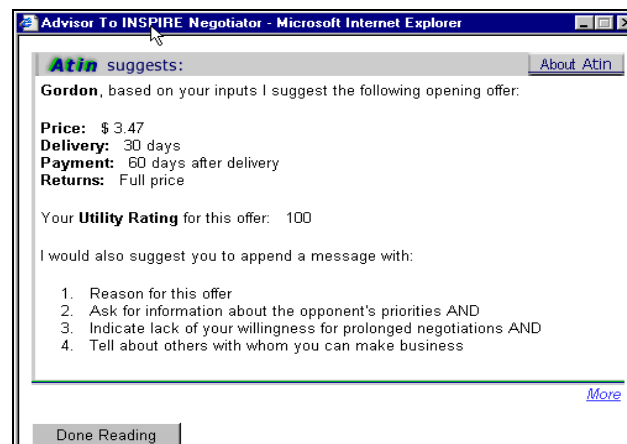 Advisor To INSPIRE Negotiator - Microsoft Internet Explorer
Atin suggests:
About Atin
Gordon, based on your inputs I suggest the following opening offer:
Price: $ 3.47
Delivery: 30 days
Payment: 60 days after delivery
Returns: Full price
Your Utility Rating for this offer: 100
I would also suggest you to append a message with:
1. Reason for this offer
2. Ask for information about the opponent's priorities AND
3. Indicate lack of your willingness for prolonged negotiations AND
4. Tell about others with whom you can make business
More
Done Reading